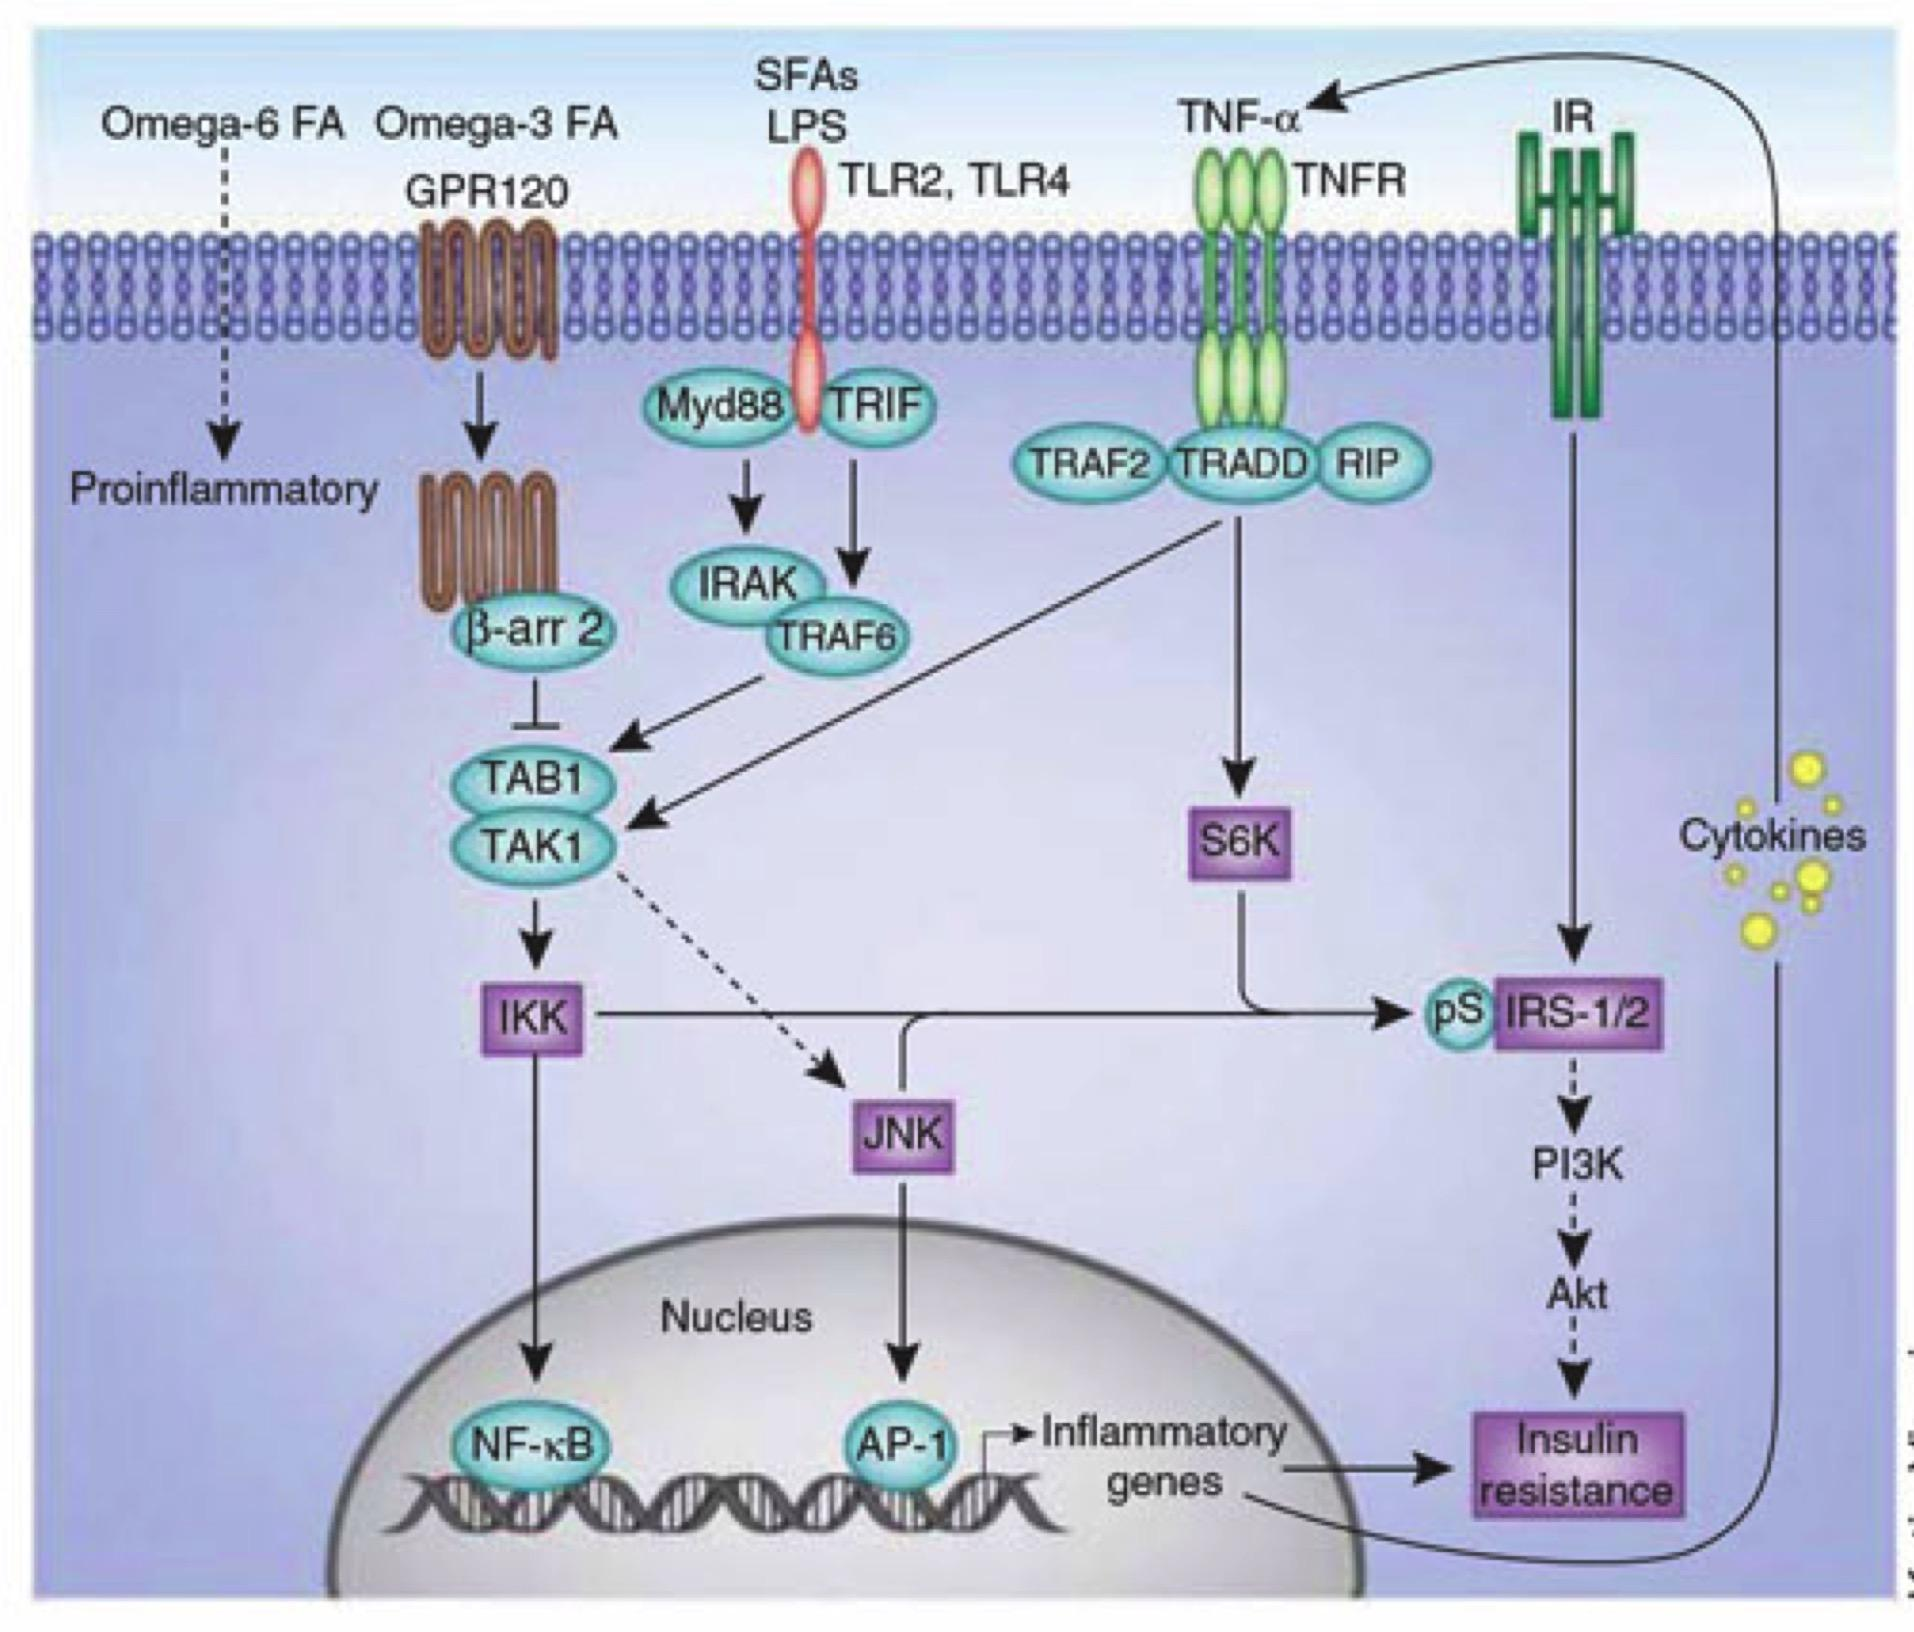 SFAs
LPS
Omega-6 FA
Omega-3 FA
GPR120
TLR2, TLR4
TNF-α
TNFR
IR
Myd88
TRIF
Proinflammatory
TRAF2
TRADD
RIP
IRAK
TRAF6
β-arr 2
TAB1
TAK1
S6K
Cytokines
IKK
pS
IRS-1/2
JNK
PI3K
Akt
Nucleus
NF-κB
AP-1
Inflammatory
genes
Insulin
resistance